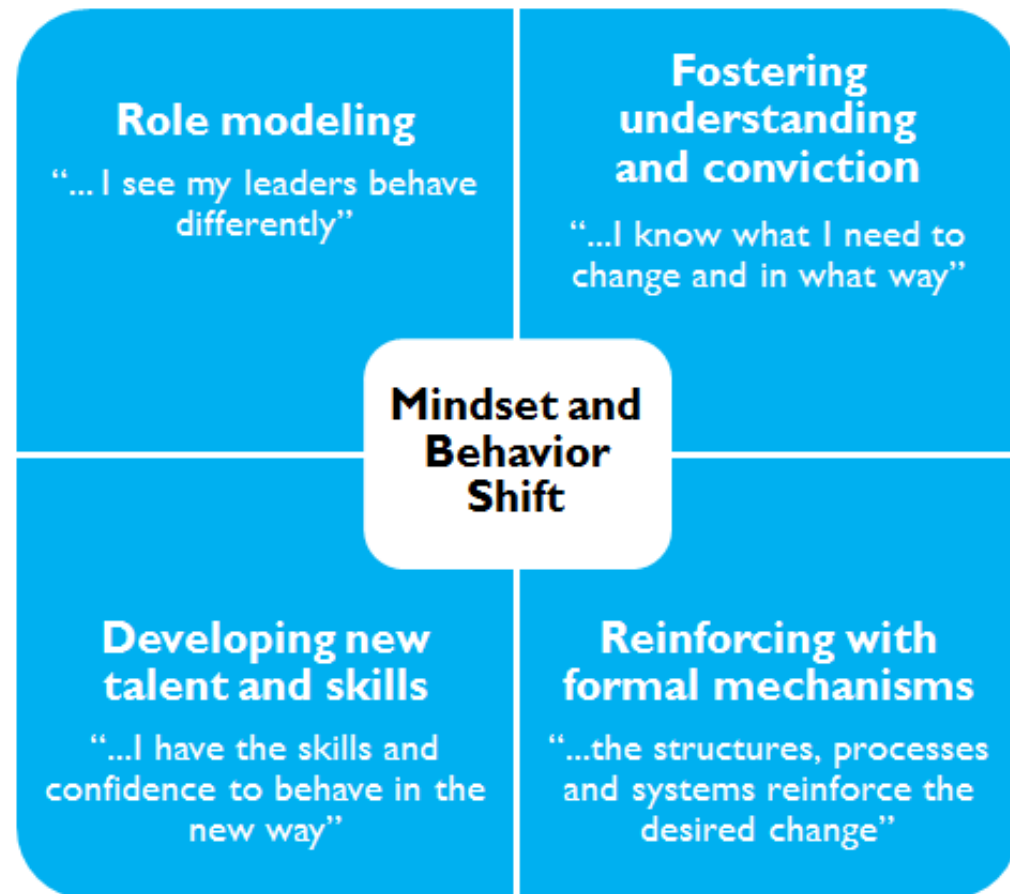 Role modeling
“... I see my leaders behave
differently”
Fostering
understanding
and conviction
“...I know what I need to
change and in what way”
Mindset and
Behavior
Shift
Developing new
talent and skills
“...I have the skills and
confidence to behave in the
new way”
Reinforcing with
formal mechanisms
“...the structures, processes
and systems reinforce the
desired change”